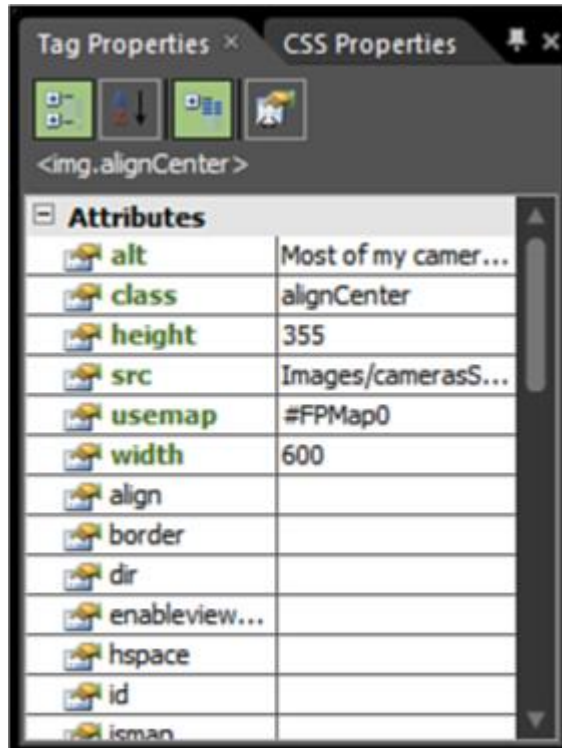 Tag Properties × CSS Properties
<img.alignCenter>
Attributes
alt Most of my camer...
class alignCenter
height 355
src Images/camerasS...
usemap #FPMap0
width 600
align
border
dir
enableview...
hspace
id
ismap